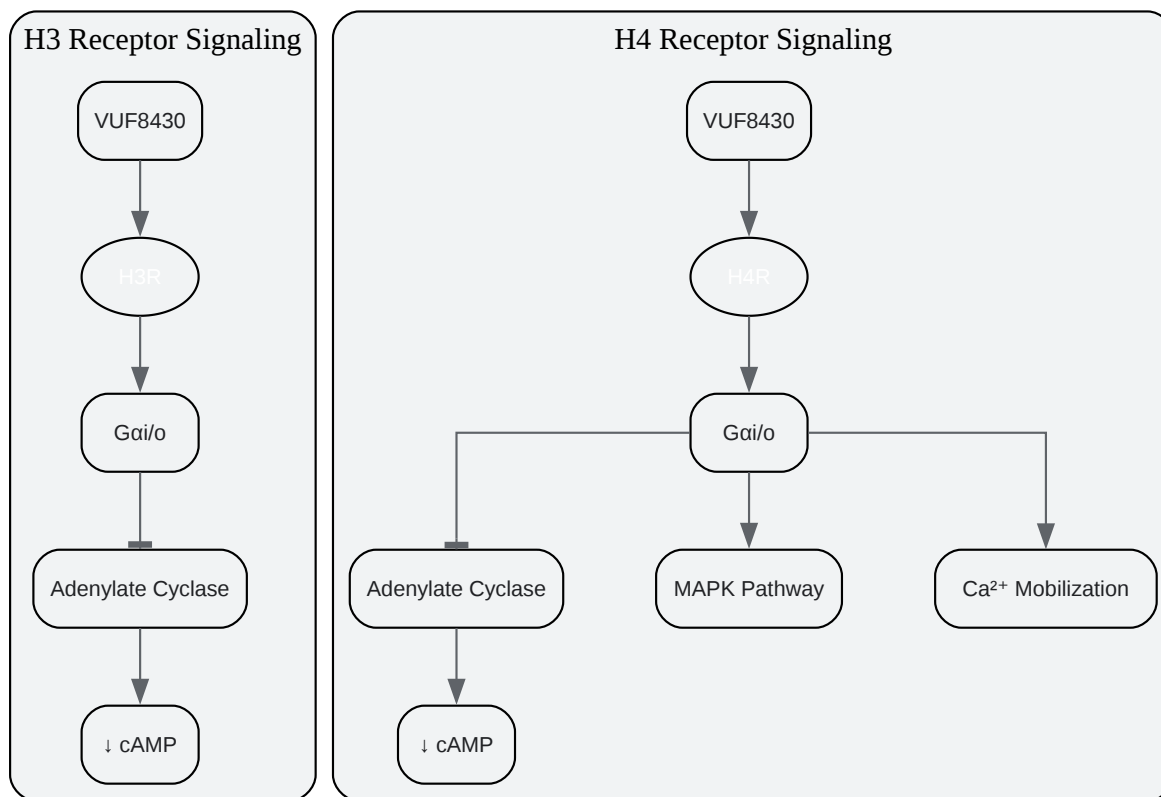 H3 Receptor Signaling
VUF8430
H3R
Gαi/o
Adenylate Cyclase
↓ cAMP
H4 Receptor Signaling
VUF8430
H4R
Gαi/o
Adenylate Cyclase
MAPK Pathway
Ca²⁺ Mobilization
↓ cAMP